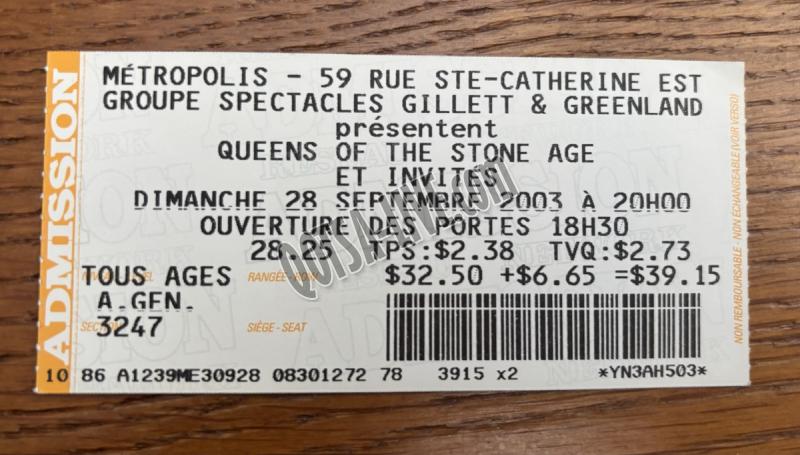 ADMISSION
MÉTROPOLIS - 59 RUE STE-CATHERINE EST
GROUPE SPECTACLES GILLETT & GREENLAND
présentent
QUEENS OF THE STONE AGE
ET INVITÉS
DIMANCHE 28 SEPTEMBRE 2003 À 20H00
OUVERTURE DES PORTES 18H30
28.25 TPS:$2.38 TVQ:$2.73
TOUS AGES RANGÉE - ROW $32.50 +$6.65 =$39.15
A.GEN.
3247 SIÈGE - SEAT
10 86 A1239ME30928 08301272 78 3915 x2 *YN3AH503*
NON REMBOURSABLE - NON ÉCHANGEABLE (VOIR VERSO)